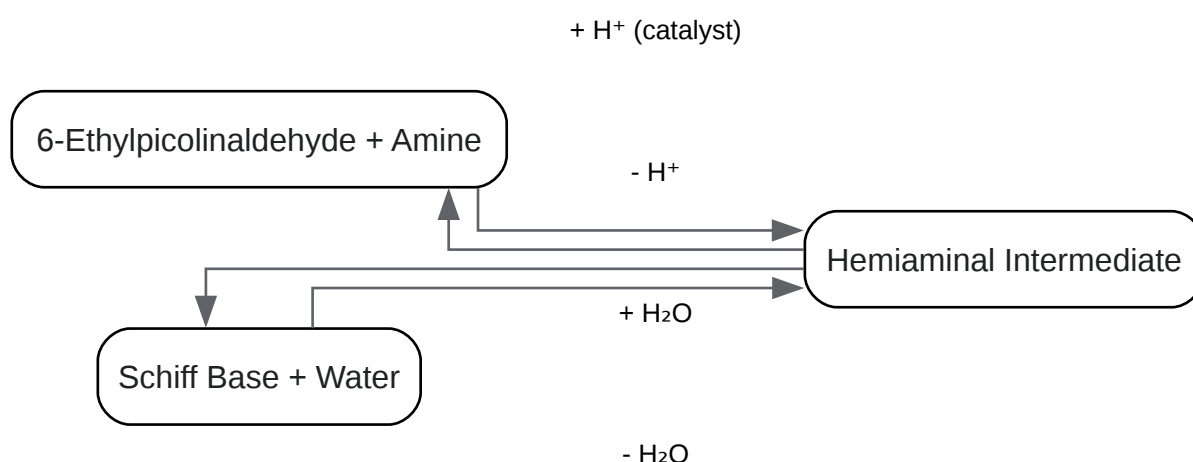 + H⁺ (catalyst)
6-Ethylpicolinaldehyde + Amine
- H⁺
Hemiaminal Intermediate
+ H₂O
Schiff Base + Water
- H₂O